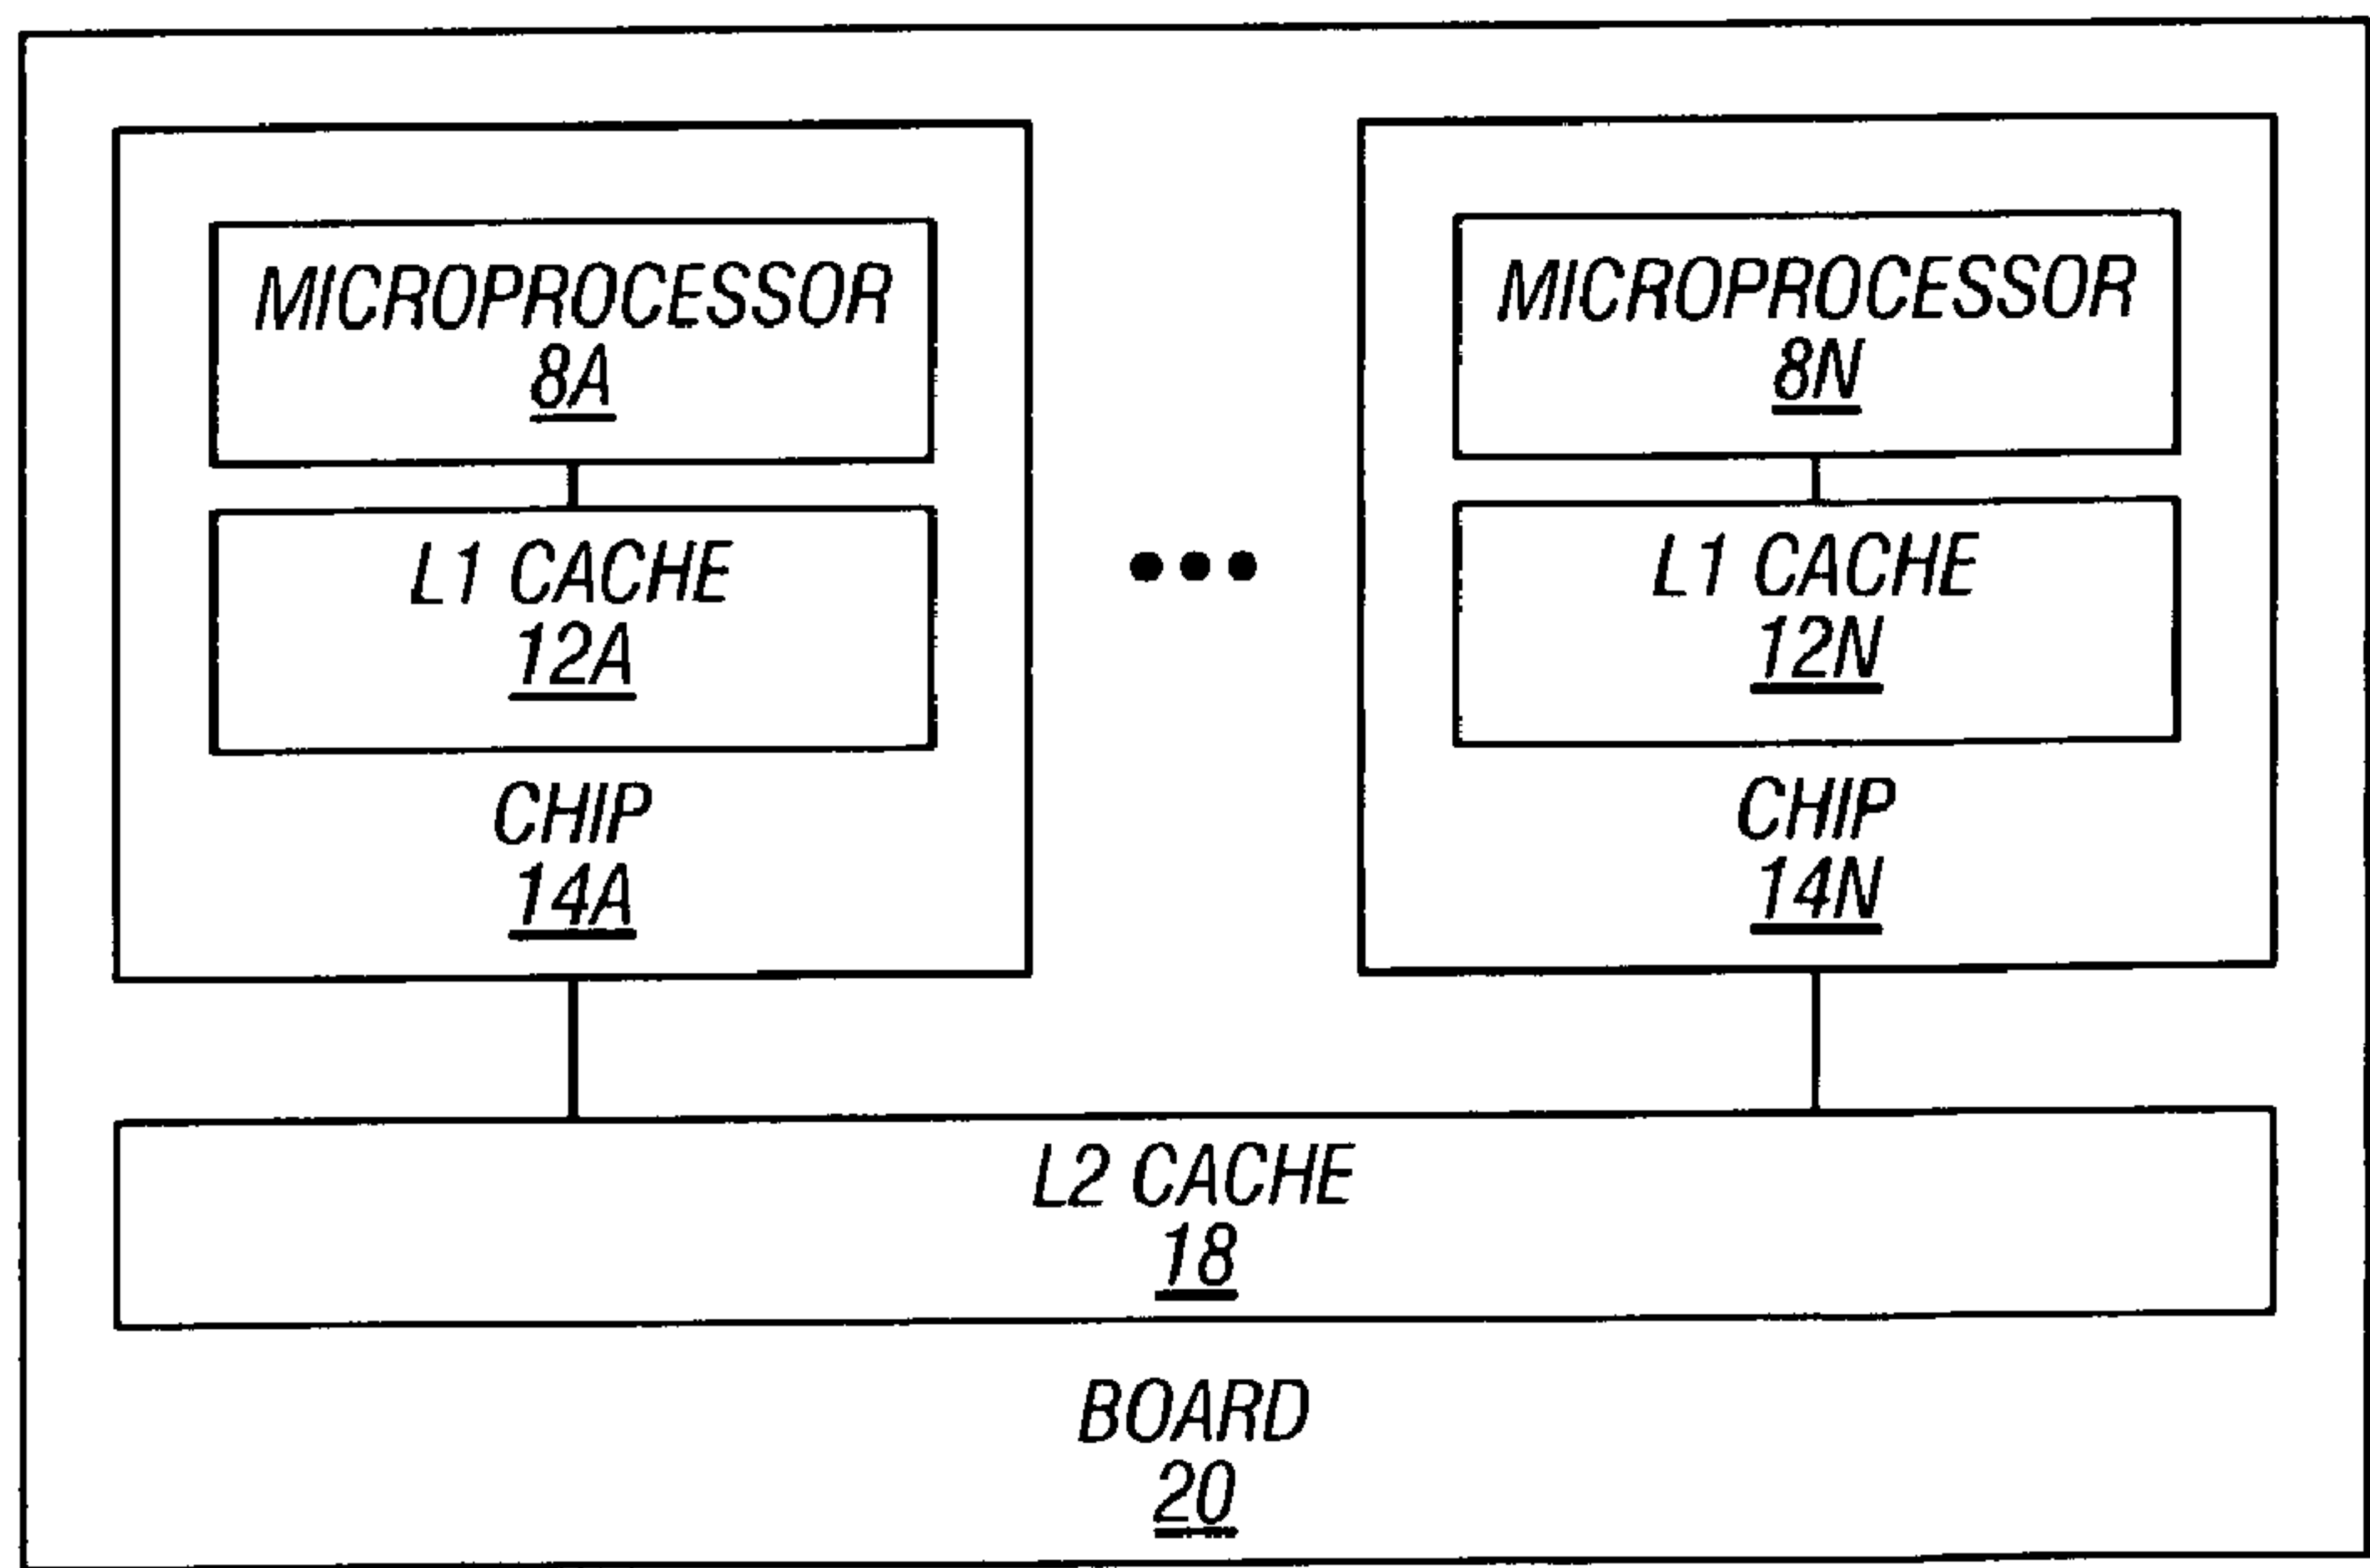 MICROPROCESSOR
8A
L1 CACHE
12A
CHIP
14A
MICROPROCESSOR
8N
L1 CACHE
12N
CHIP
14N
L2 CACHE
18
BOARD
20